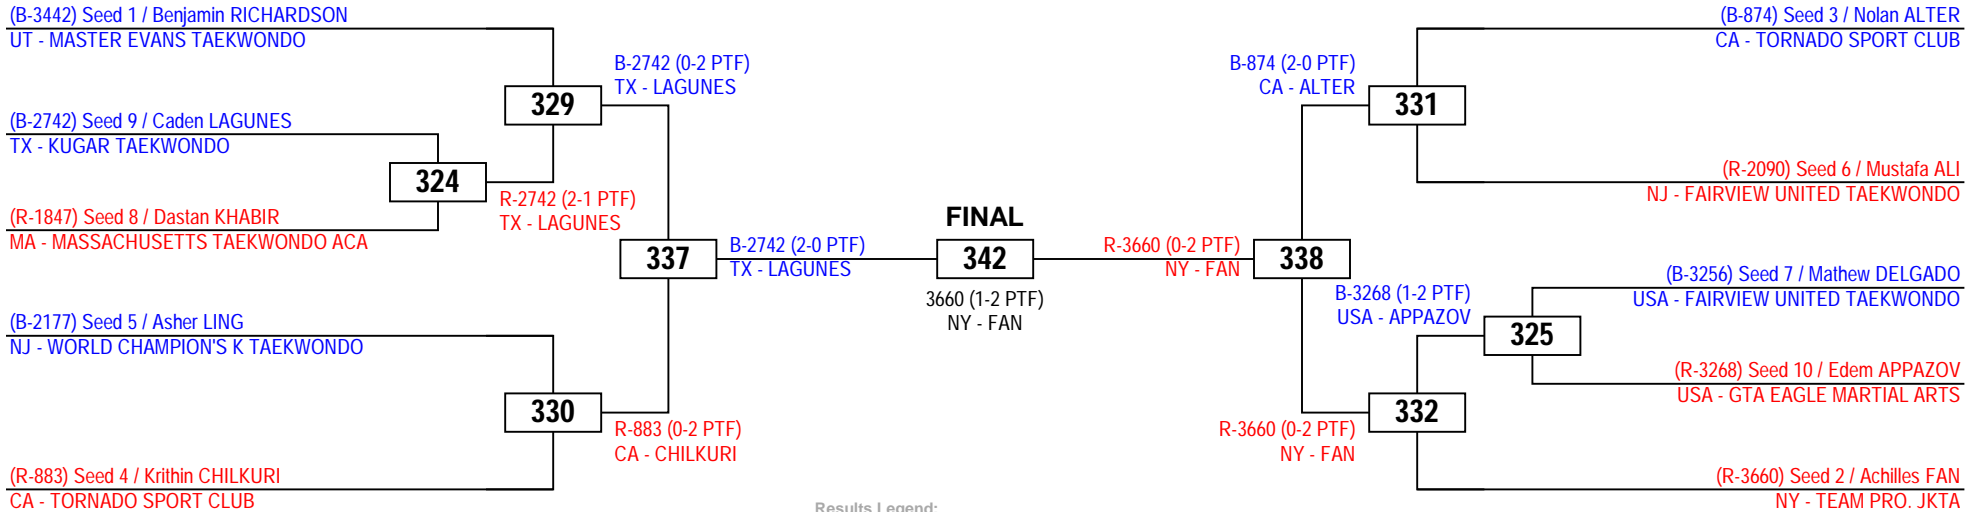 (B-3442) Seed 1 / Benjamin RICHARDSON
UT - MASTER EVANS TAEKWONDO
329
B-2742 (0-2 PTF)
TX - LAGUNES
(B-2742) Seed 9 / Caden LAGUNES
TX - KUGAR TAEKWONDO
324
R-2742 (2-1 PTF)
TX - LAGUNES
(R-1847) Seed 8 / Dastan KHABIR
MA - MASSACHUSETTS TAEKWONDO ACA
337
B-2742 (2-0 PTF)
TX - LAGUNES
(B-2177) Seed 5 / Asher LING
NJ - WORLD CHAMPION'S K TAEKWONDO
330
R-883 (0-2 PTF)
CA - CHILKURI
(R-883) Seed 4 / Krithin CHILKURI
CA - TORNADO SPORT CLUB
FINAL
342
3660 (1-2 PTF)
NY - FAN
(B-874) Seed 3 / Nolan ALTER
CA - TORNADO SPORT CLUB
B-874 (2-0 PTF)
CA - ALTER
331
(R-2090) Seed 6 / Mustafa ALI
NJ - FAIRVIEW UNITED TAEKWONDO
R-3660 (0-2 PTF)
NY - FAN
338
(B-3256) Seed 7 / Mathew DELGADO
USA - FAIRVIEW UNITED TAEKWONDO
B-3268 (1-2 PTF)
USA - APPAZOV
325
(R-3268) Seed 10 / Edem APPAZOV
USA - GTA EAGLE MARTIAL ARTS
332
R-3660 (0-2 PTF)
NY - FAN
(R-3660) Seed 2 / Achilles FAN
NY - TEAM PRO. JKTA
Results Legend: